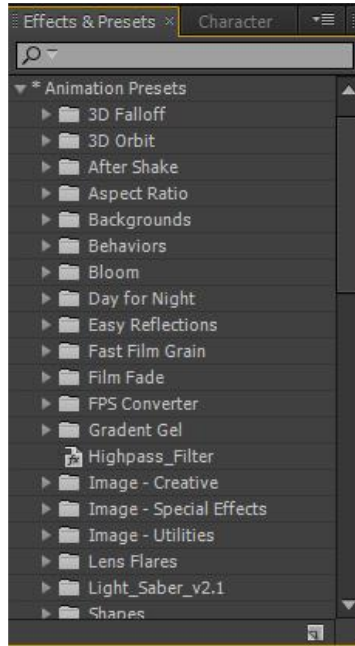 Effects & Presets × Character
* Animation Presets
3D Falloff
3D Orbit
After Shake
Aspect Ratio
Backgrounds
Behaviors
Bloom
Day for Night
Easy Reflections
Fast Film Grain
Film Fade
FPS Converter
Gradent Gel
Highpass_Filter
Image - Creative
Image - Special Effects
Image - Utilities
Lens Flares
Light_Saber_v2.1
Shapes